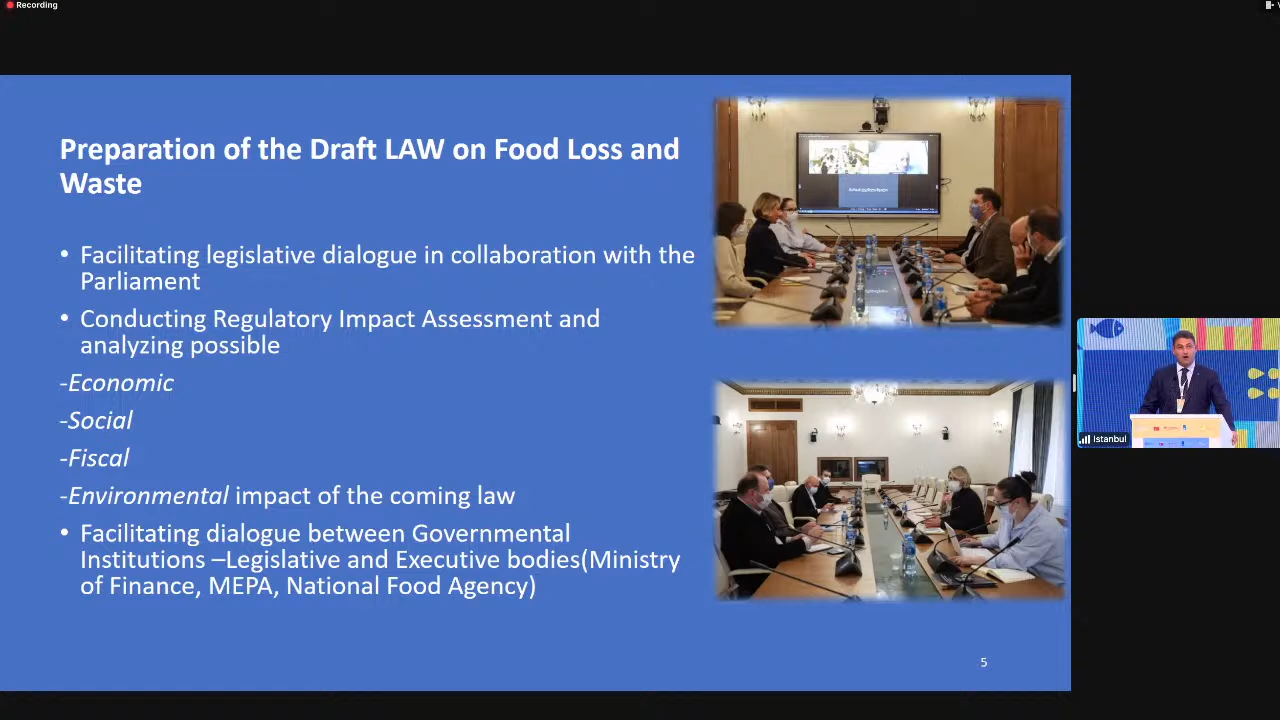 Recording
Preparation of the Draft LAW on Food Loss and
Waste
• Facilitating legislative dialogue in collaboration with the
Parliament
• Conducting Regulatory Impact Assessment and
analyzing possible
-Economic
-Social
-Fiscal
-Environmental impact of the coming law
• Facilitating dialogue between Governmental
Institutions –Legislative and Executive bodies(Ministry
of Finance, MEPA, National Food Agency)
5
Istanbul